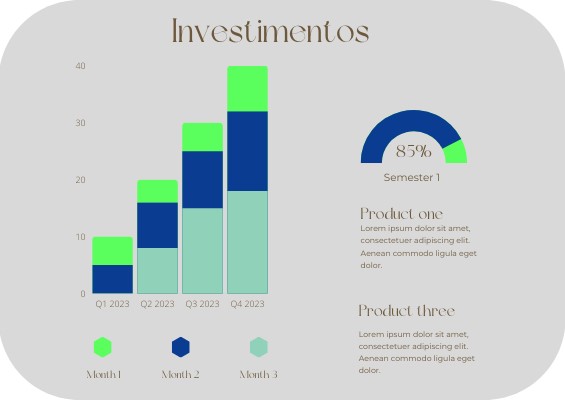 Investimentos
40
30
20
10
0
Q1 2023 Q2 2023 Q3 2023 Q4 2023
Month 1 Month 2 Month 3
85%
Semester 1
Product one
Lorem ipsum dolor sit amet,
consectetuer adipiscing elit.
Aenean commodo ligula eget
dolor.
Product three
Lorem ipsum dolor sit amet,
consectetuer adipiscing elit.
Aenean commodo ligula eget
dolor.